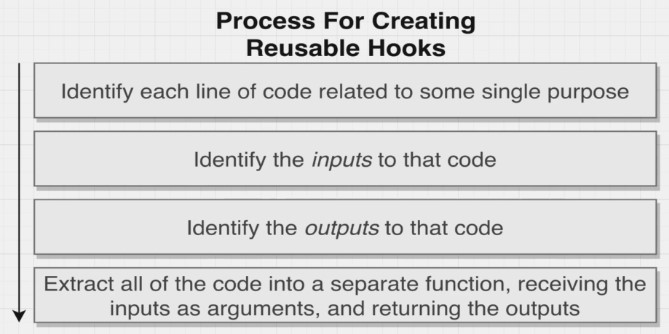 Process For Creating
Reusable Hooks
Identify each line of code related to some single purpose
Identify the inputs to that code
Identify the outputs to that code
Extract all of the code into a separate function, receiving the
inputs as arguments, and returning the outputs